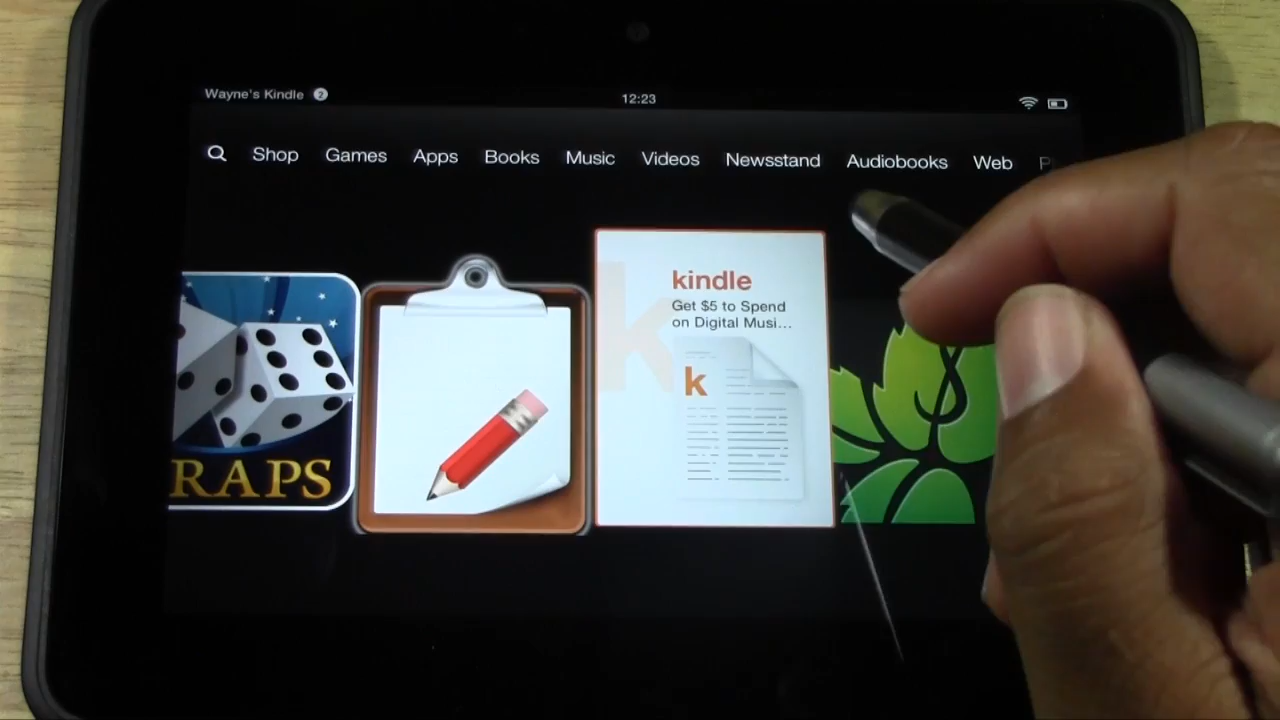 Wayne's Kindle 2
12:23
Shop Games Apps Books Music Videos Newsstand Audiobooks Web P
RAPS
kindle
Get $5 to Spend
on Digital Musi...
k
k